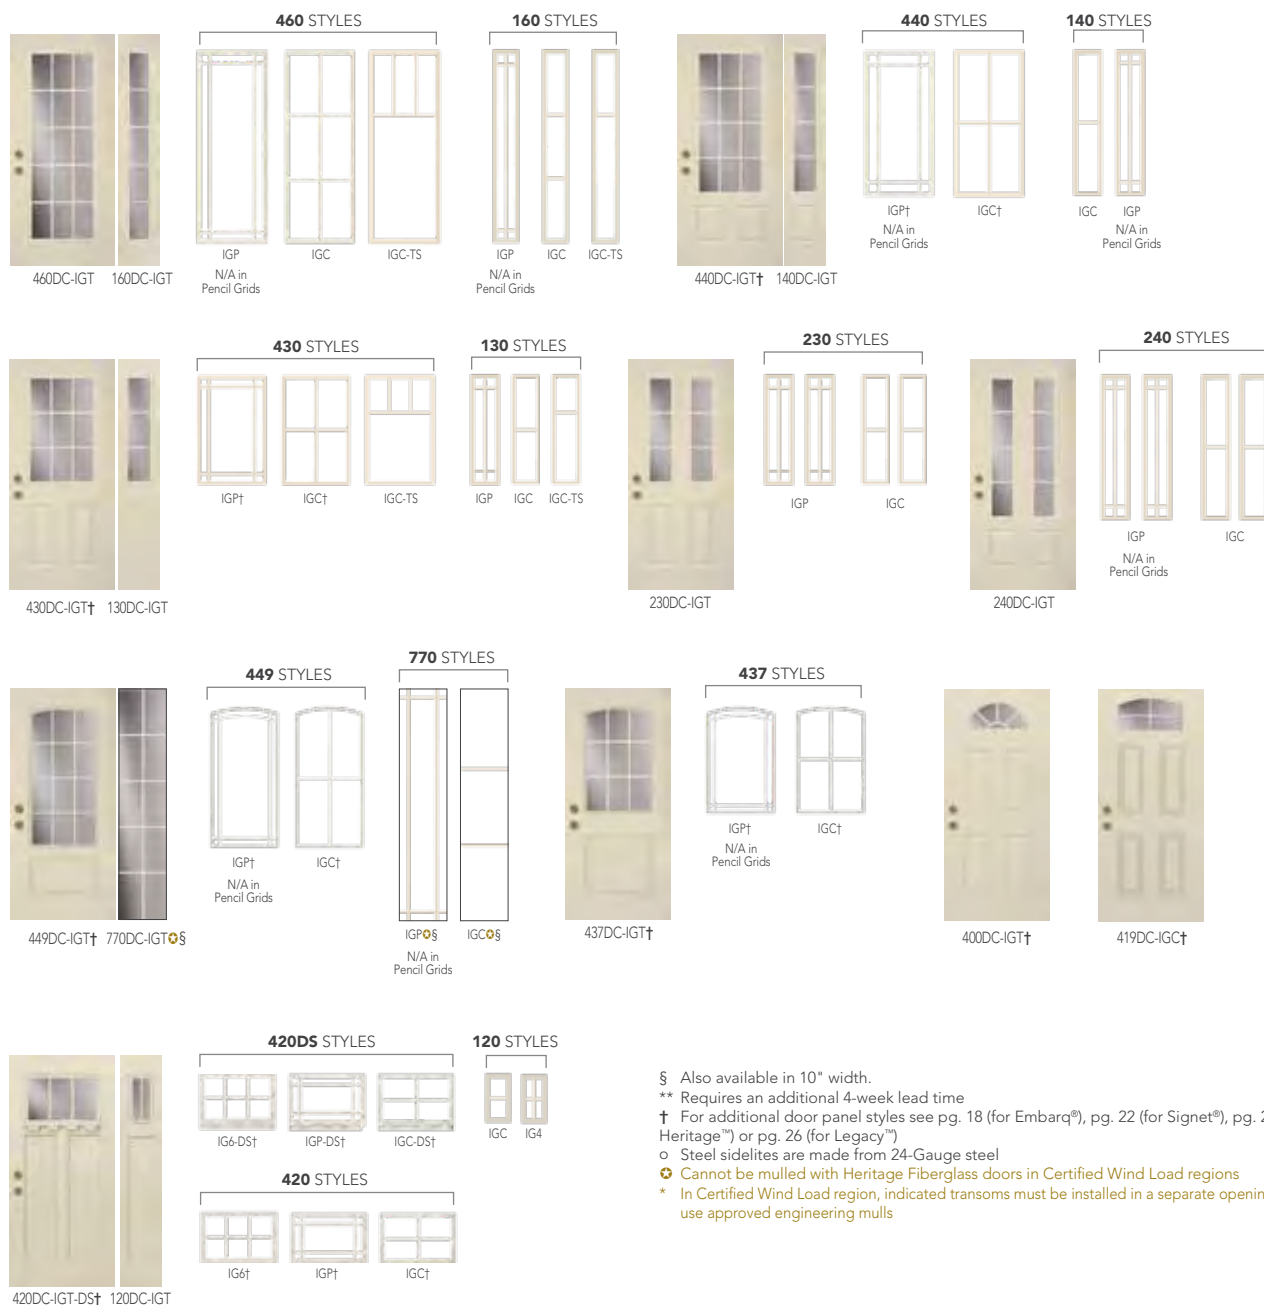 460 STYLES
IGP
N/A in
Pencil Grids
IGC
IGC-TS
460DC-IGT
160DC-IGT
160 STYLES
IGP
N/A in
Pencil Grids
IGC
IGC-TS
440DC-IGT†
140DC-IGT
440 STYLES
IGP†
N/A in
Pencil Grids
IGC†
140 STYLES
IGC
IGP
N/A in
Pencil Grids
430 STYLES
IGP†
IGC†
IGC-TS
430DC-IGT†
130DC-IGT
130 STYLES
IGP
IGC
IGC-TS
230DC-IGT
230 STYLES
IGP
IGC
240DC-IGT
240 STYLES
IGP
N/A in
Pencil Grids
IGC
449 STYLES
IGP†
N/A in
Pencil Grids
IGC†
449DC-IGT†
770DC-IGT✪§
770 STYLES
IGP✪§
N/A in
Pencil Grids
IGC✪§
437DC-IGT†
437 STYLES
IGP†
N/A in
Pencil Grids
IGC†
400DC-IGT†
419DC-IGC†
420DS STYLES
IG6-DS†
IGP-DS†
IGC-DS†
120 STYLES
IGC
IG4
420 STYLES
IG6†
IGP†
IGC†
420DC-IGT-DS†
120DC-IGT
§ Also available in 10" width.
** Requires an additional 4-week lead time
† For additional door panel styles see pg. 18 (for Embarq®), pg. 22 (for Signet®), pg. 2
Heritage™) or pg. 26 (for Legacy™)
o Steel sidelites are made from 24-Gauge steel
✪ Cannot be mulled with Heritage Fiberglass doors in Certified Wind Load regions
* In Certified Wind Load region, indicated transoms must be installed in a separate openin
use approved engineering mulls